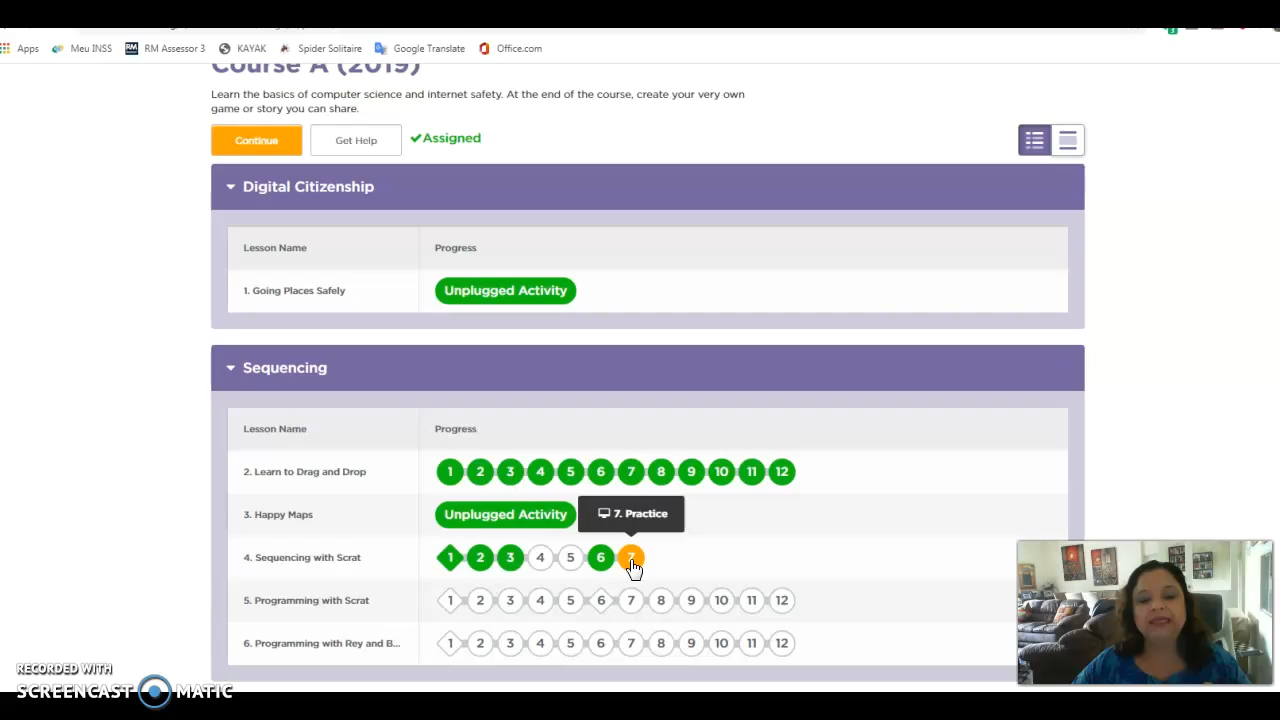 Apps Meu INSS RM RM Assessor 3 KAYAK Spider Solitaire Google Translate Office.com
Course A (2019)
Learn the basics of computer science and internet safety. At the end of the course, create your very own
game or story you can share.
Continue Get Help Assigned
Digital Citizenship
Lesson Name Progress
1. Going Places Safely Unplugged Activity
Sequencing
Lesson Name Progress
2. Learn to Drag and Drop 1 2 3 4 5 6 7 8 9 10 11 12
3. Happy Maps Unplugged Activity 7. Practice
4. Sequencing with Scrat 1 2 3 4 5 6 7
5. Programming with Scrat 1 2 3 4 5 6 7 8 9 10 11 12
6. Programming with Rey and B... 1 2 3 4 5 6 7 8 9 10 11 12
RECORDED WITH
SCREENCAST MATIC